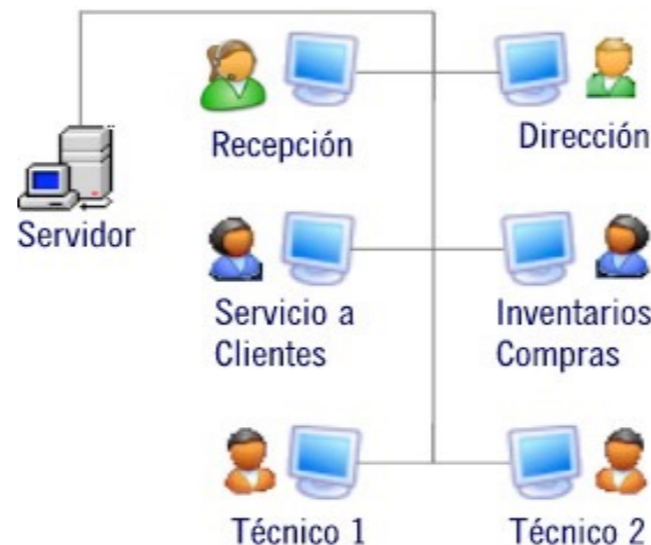 Recepción
Dirección
Servidor
Servicio a
Clientes
Inventarios
Compras
Técnico 1
Técnico 2